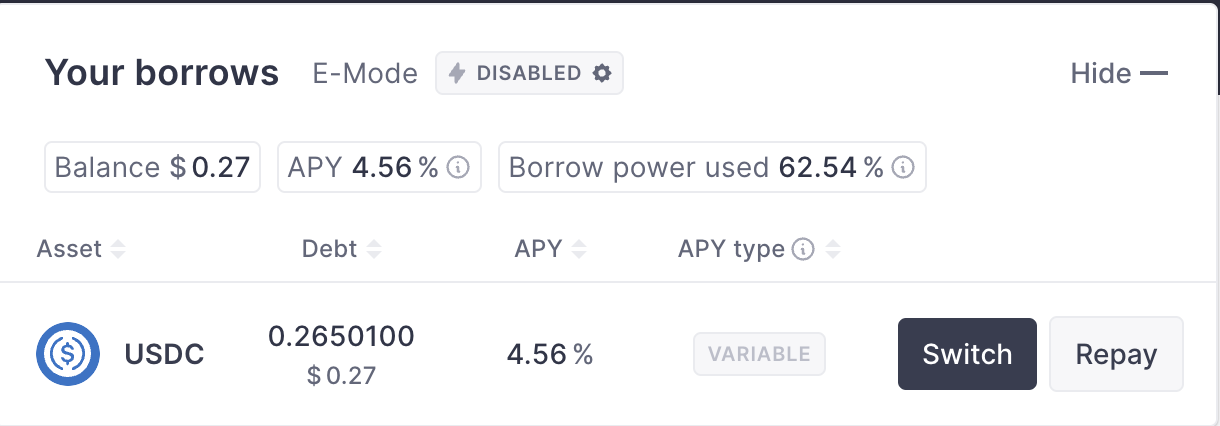 Your borrows E-Mode DISABLED Hide
Balance $ 0.27 APY 4.56 % Borrow power used 62.54 %
Asset Debt APY APY type
USDC 0.2650100 4.56 % VARIABLE Switch Repay
$ 0.27